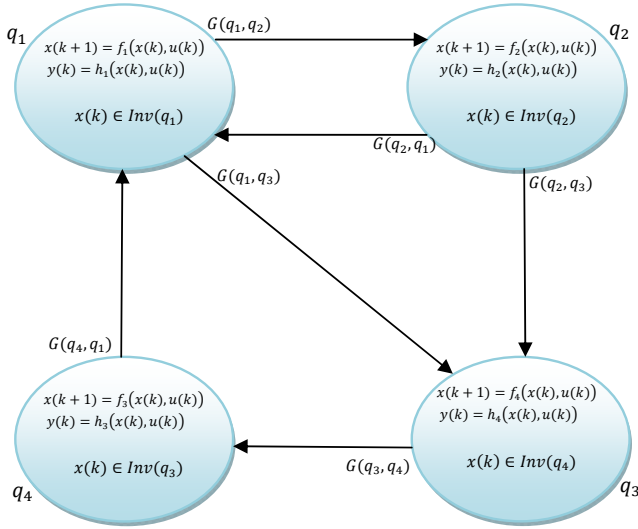 q₁
x(k+1) = f₁(x(k),u(k))
y(k) = h₁(x(k),u(k))
x(k) ∈ Inv(q₁)
G(q₁,q₂)
q₂
x(k+1) = f₂(x(k),u(k))
y(k) = h₂(x(k),u(k))
x(k) ∈ Inv(q₂)
G(q₂,q₁)
G(q₁,q₃)
G(q₂,q₃)
G(q₄,q₁)
x(k+1) = f₃(x(k),u(k))
y(k) = h₃(x(k),u(k))
x(k) ∈ Inv(q₃)
q₄
G(q₃,q₄)
x(k+1) = f₄(x(k),u(k))
y(k) = h₄(x(k),u(k))
x(k) ∈ Inv(q₄)
q₃